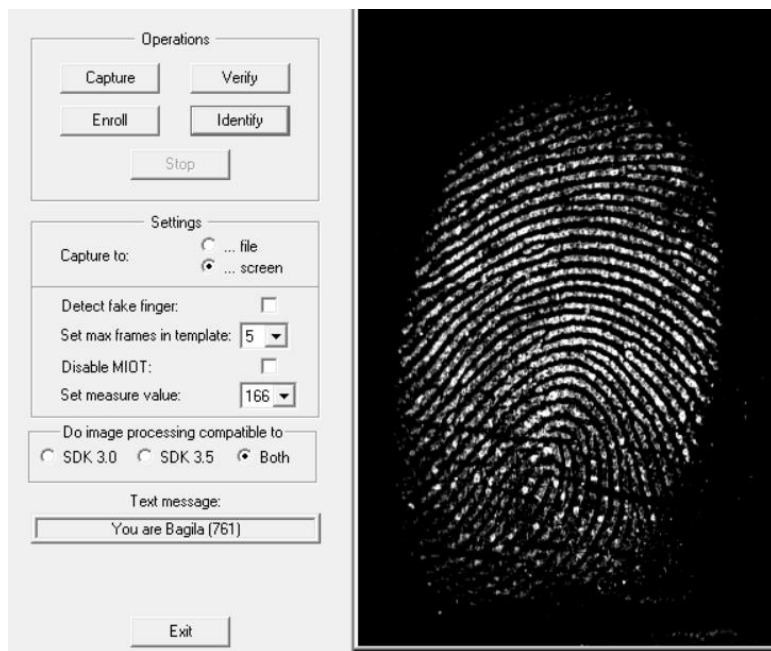 Operations
Capture Verify
Enroll Identify
Stop
Settings
Capture to: ... file
... screen
Detect fake finger:
Set max frames in template: 5
Disable MIOT:
Set measure value: 166
Do image processing compatible to
SDK 3.0 SDK 3.5 Both
Text message:
You are Bagila (761)
Exit